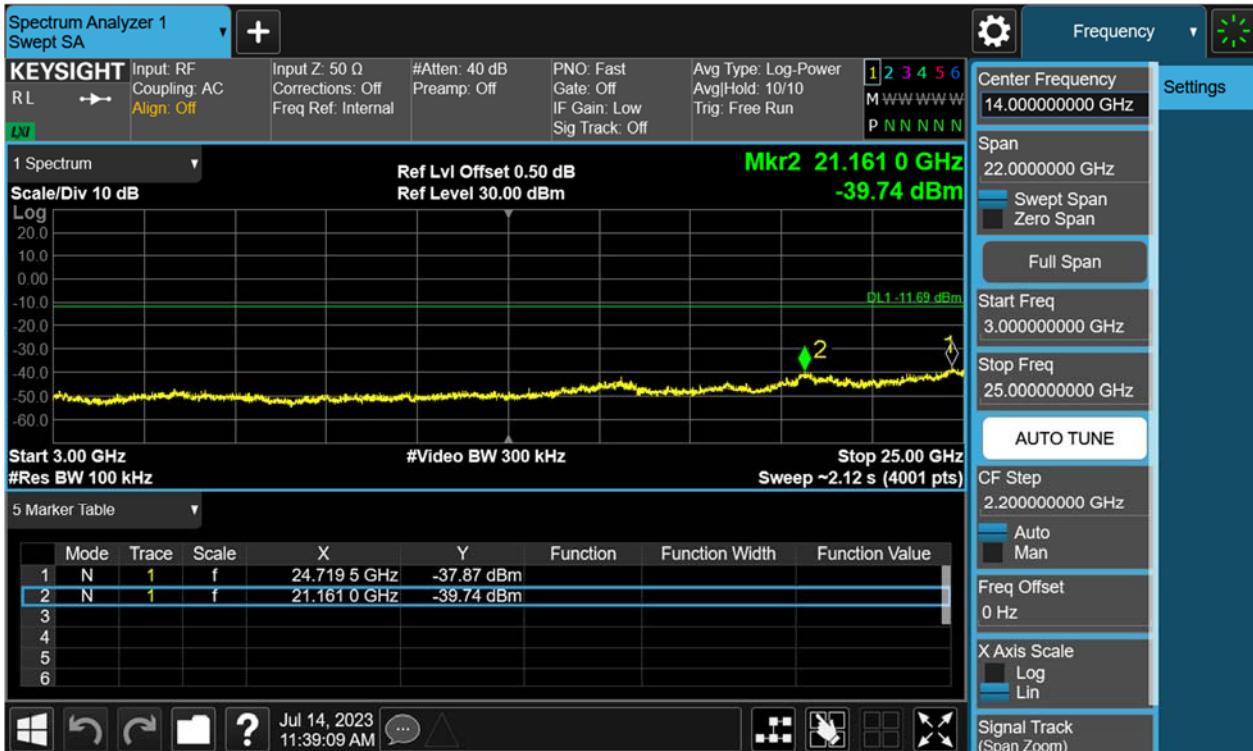 Spectrum Analyzer 1
Swept SA
+
Frequency
KEYSIGHT
RL
LXI
Input: RF
Coupling: AC
Align: Off
Input Z: 50 Ω
Corrections: Off
Freq Ref: Internal
#Atten: 40 dB
Preamp: Off
PNO: Fast
Gate: Off
IF Gain: Low
Sig Track: Off
Avg Type: Log-Power
Avg|Hold: 10/10
Trig: Free Run
1 2 3 4 5 6
M W W W W W
P N N N N N
1 Spectrum
Scale/Div 10 dB
Ref Lvl Offset 0.50 dB
Ref Level 30.00 dBm
Mkr2 21.161 0 GHz
-39.74 dBm
Log
20.0
10.0
0.00
-10.0
-20.0
-30.0
-40.0
-50.0
-60.0
DL1 -11.69 dBm
2
1
Start 3.00 GHz
#Res BW 100 kHz
#Video BW 300 kHz
Stop 25.00 GHz
Sweep ~2.12 s (4001 pts)
5 Marker Table
Mode Trace Scale X Y Function Function Width Function Value
1 N 1 f 24.719 5 GHz -37.87 dBm
2 N 1 f 21.161 0 GHz -39.74 dBm
3
4
5
6
?
Jul 14, 2023
11:39:09 AM
Center Frequency
14.000000000 GHz
Span
22.0000000 GHz
Swept Span
Zero Span
Full Span
Start Freq
3.000000000 GHz
Stop Freq
25.000000000 GHz
AUTO TUNE
CF Step
2.200000000 GHz
Auto
Man
Freq Offset
0 Hz
X Axis Scale
Log
Lin
Signal Track
(Span Zoom)
Settings